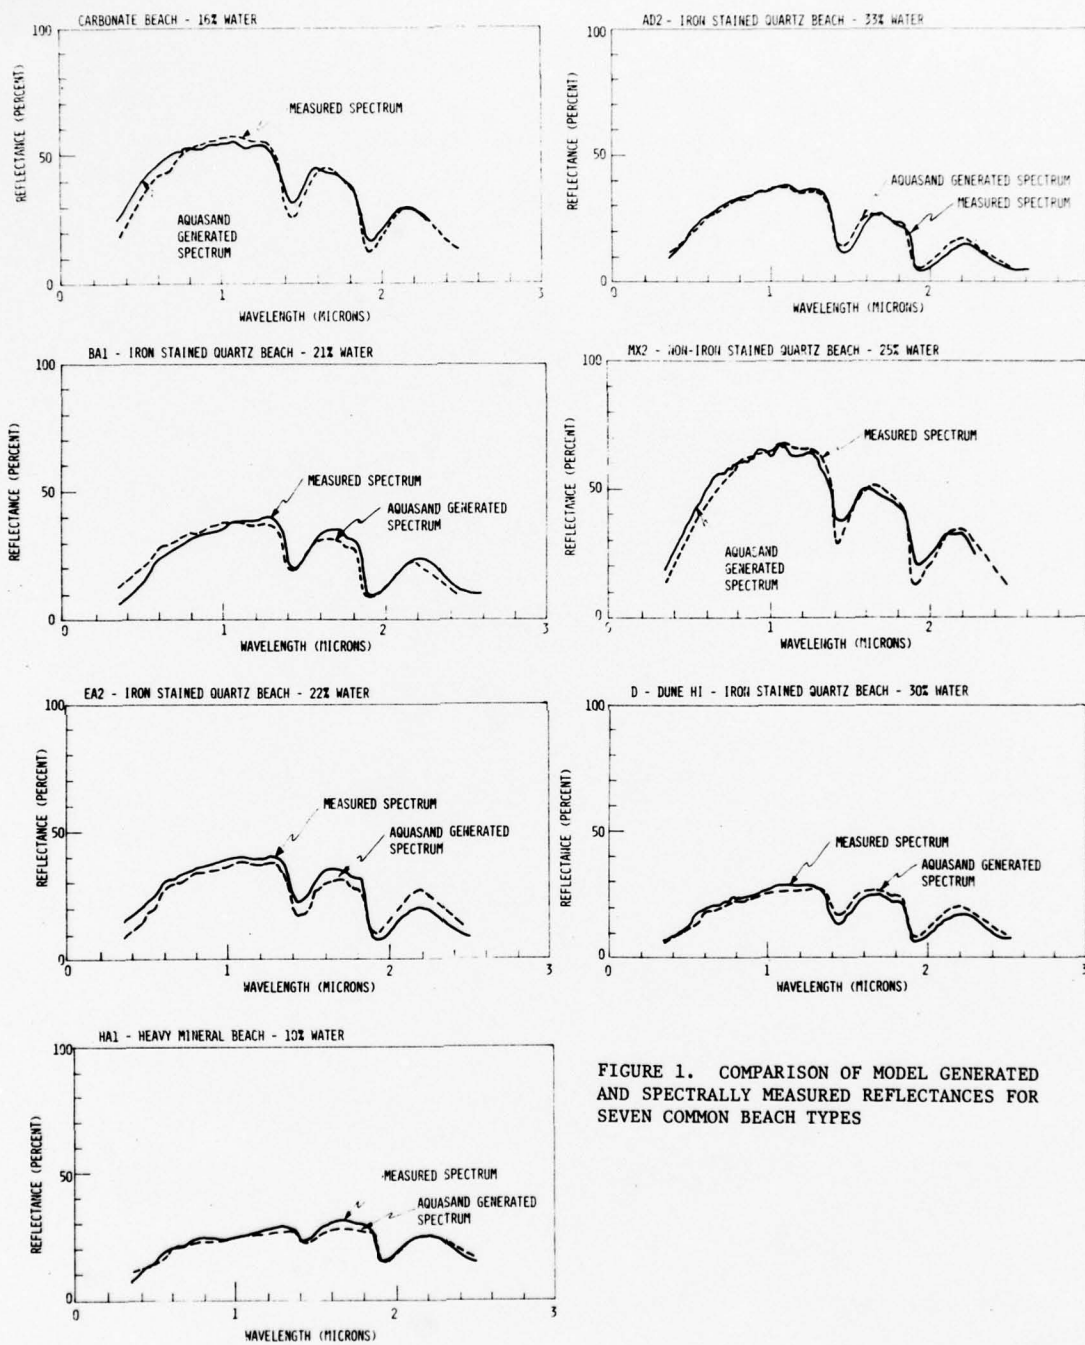 CARBONATE BEACH - 16% WATER
100
50
0
REFLECTANCE (PERCENT)
MEASURED SPECTRUM
AQUASAND
GENERATED
SPECTRUM
0 1 2 3
WAVELENGTH (MICRONS)
AD2 - IRON STAINED QUARTZ BEACH - 33% WATER
100
50
0
REFLECTANCE (PERCENT)
AQUASAND GENERATED SPECTRUM
MEASURED SPECTRUM
0 1 2
WAVELENGTH (MICRONS)
BA1 - IRON STAINED QUARTZ BEACH - 21% WATER
100
50
0
REFLECTANCE (PERCENT)
MEASURED SPECTRUM
AQUASAND GENERATED
SPECTRUM
0 1 2 3
WAVELENGTH (MICRONS)
MX2 - NON-IRON STAINED QUARTZ BEACH - 25% WATER
100
50
0
REFLECTANCE (PERCENT)
MEASURED SPECTRUM
AQUASAND
GENERATED
SPECTRUM
0 1 2
WAVELENGTH (MICRONS)
EA2 - IRON STAINED QUARTZ BEACH - 22% WATER
100
50
0
REFLECTANCE (PERCENT)
MEASURED SPECTRUM
AQUASAND GENERATED
SPECTRUM
0 1 2 3
WAVELENGTH (MICRONS)
D - DUNE HI - IRON STAINED QUARTZ BEACH - 30% WATER
100
50
0
REFLECTANCE (PERCENT)
MEASURED SPECTRUM
AQUASAND GENERATED
SPECTRUM
0 1 2 3
WAVELENGTH (MICRONS)
HA1 - HEAVY MINERAL BEACH - 10% WATER
100
50
0
REFLECTANCE (PERCENT)
MEASURED SPECTRUM
AQUASAND GENERATED
SPECTRUM
0 1 2 3
WAVELENGTH (MICRONS)
FIGURE 1. COMPARISON OF MODEL GENERATED
AND SPECTRALLY MEASURED REFLECTANCES FOR
SEVEN COMMON BEACH TYPES